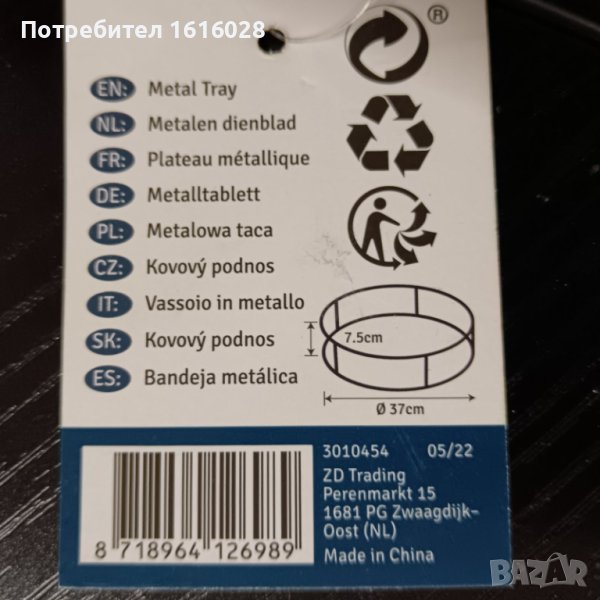 Потребител 1616028
®
EN: Metal Tray
NL: Metalen dienblad
FR: Plateau métallique
DE: Metalltablett
PL: Metalowa taca
CZ: Kovový podnos
IT: Vassoio in metallo
SK: Kovový podnos
ES: Bandeja metálica
7.5cm
Ø 37cm
3010454 05/22
ZD Trading
Perenmarkt 15
1681 PG Zwaagdijk-
Oost (NL)
Made in China
8 718964 126989
BAZAR